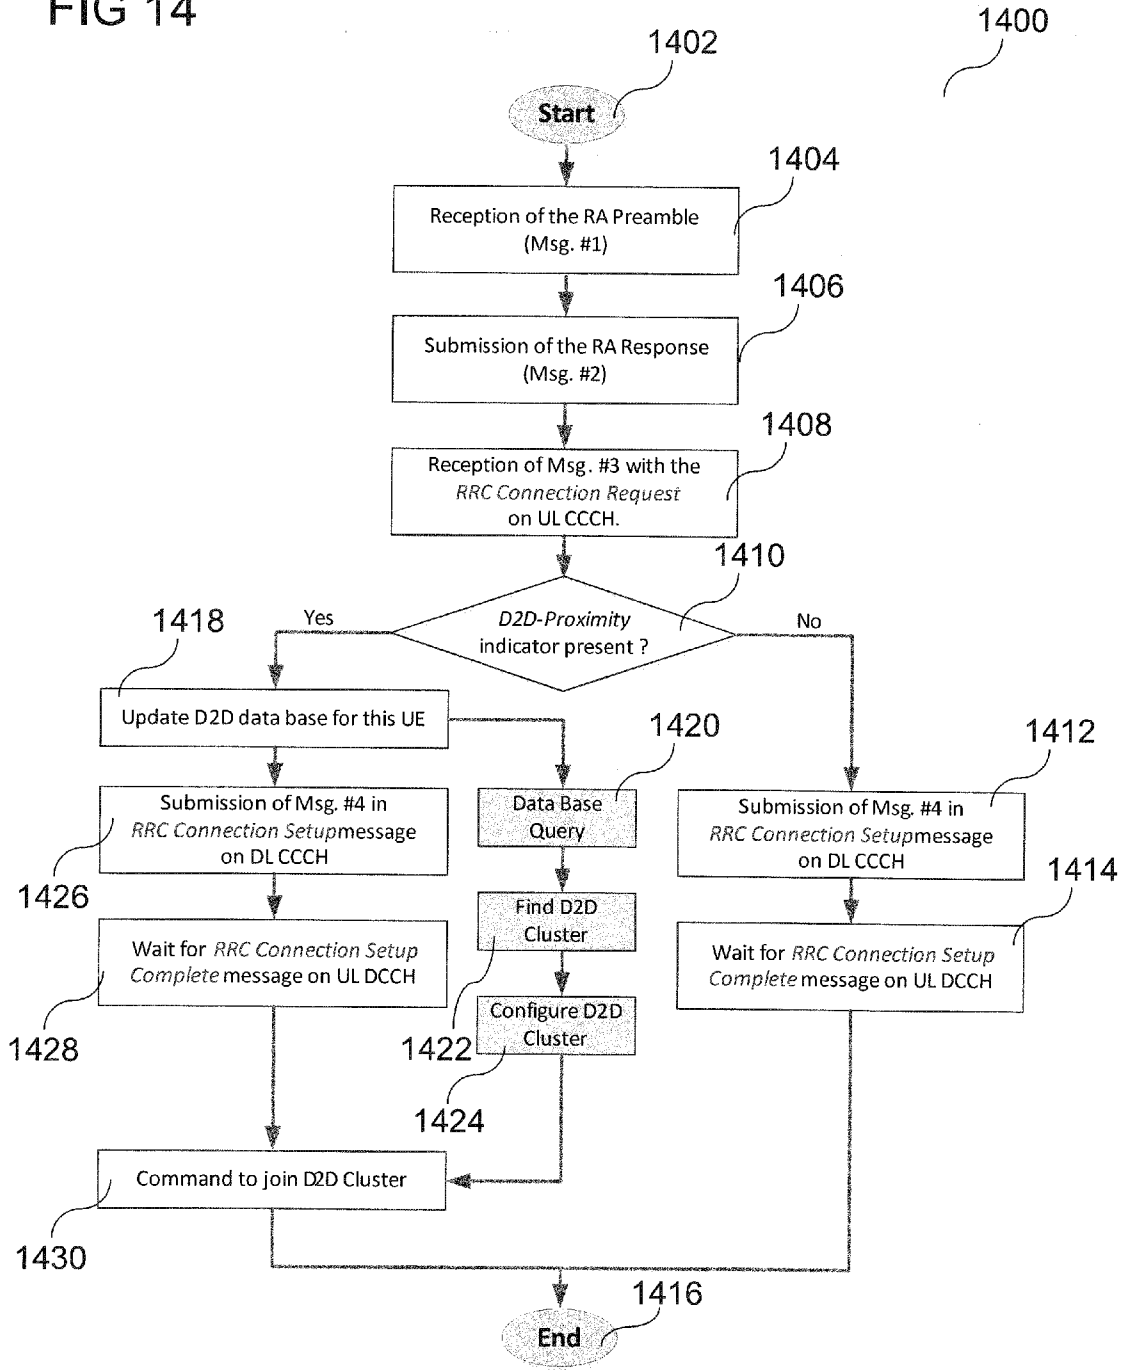 FIG 14
1400
1402
Start
1404
Reception of the RA Preamble
(Msg. #1)
1406
Submission of the RA Response
(Msg. #2)
1408
Reception of Msg. #3 with the
RRC Connection Request
on UL CCCH.
1410
D2D-Proximity
indicator present ?
Yes
No
1418
Update D2D data base for this UE
1420
1412
Submission of Msg. #4 in
RRC Connection Setupmessage
on DL CCCH
1426
Data Base
Query
Submission of Msg. #4 in
RRC Connection Setupmessage
on DL CCCH
1414
Find D2D
Cluster
1422
Wait for RRC Connection Setup
Complete message on UL DCCH
1428
Wait for RRC Connection Setup
Complete message on UL DCCH
Configure D2D
Cluster
1424
Command to join D2D Cluster
1430
1416
End